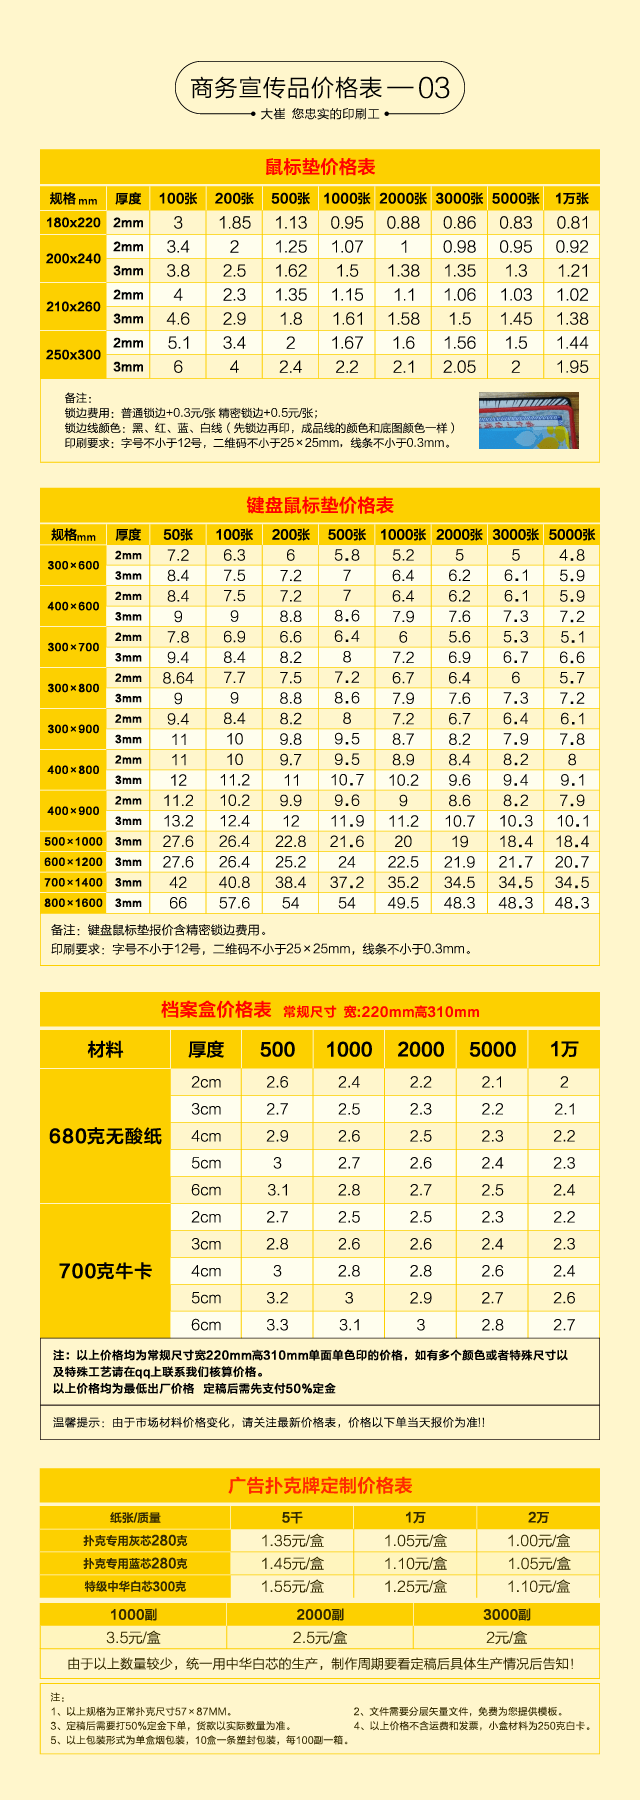 商务宣传品价格表—03
大崔 您忠实的印刷工
鼠标垫价格表
规格mm 厚度 100张 200张 500张 1000张 2000张 3000张 5000张 1万张
180x220 2mm 3 1.85 1.13 0.95 0.88 0.86 0.83 0.81
200x240 2mm 3.4 2 1.25 1.07 1 0.98 0.95 0.92
3mm 3.8 2.5 1.62 1.5 1.38 1.35 1.3 1.21
210x260 2mm 4 2.3 1.35 1.15 1.1 1.06 1.03 1.02
3mm 4.6 2.9 1.8 1.61 1.58 1.5 1.45 1.38
250x300 2mm 5.1 3.4 2 1.67 1.6 1.56 1.5 1.44
3mm 6 4 2.4 2.2 2.1 2.05 2 1.95
备注：
锁边费用：普通锁边+0.3元/张 精密锁边+0.5元/张；
锁边线颜色：黑、红、蓝、白线（先锁边再印，成品线的颜色和底图颜色一样）
印刷要求：字号不小于12号，二维码不小于25×25mm，线条不小于0.3mm。
键盘鼠标垫价格表
规格mm 厚度 50张 100张 200张 500张 1000张 2000张 3000张 5000张
300×600 2mm 7.2 6.3 6 5.8 5.2 5 5 4.8
3mm 8.4 7.5 7.2 7 6.4 6.2 6.1 5.9
400×600 2mm 8.4 7.5 7.2 7 6.4 6.2 6.1 5.9
3mm 9 9 8.8 8.6 7.9 7.6 7.3 7.2
300×700 2mm 7.8 6.9 6.6 6.4 6 5.6 5.3 5.1
3mm 9.4 8.4 8.2 8 7.2 6.9 6.7 6.6
300×800 2mm 8.64 7.7 7.5 7.2 6.7 6.4 6 5.7
3mm 9 9 8.8 8.6 7.9 7.6 7.3 7.2
300×900 2mm 9.4 8.4 8.2 8 7.2 6.7 6.4 6.1
3mm 11 10 9.8 9.5 8.7 8.2 7.9 7.8
400×800 2mm 11 10 9.7 9.5 8.9 8.4 8.2 8
3mm 12 11.2 11 10.7 10.2 9.6 9.4 9.1
400×900 2mm 11.2 10.2 9.9 9.6 9 8.6 8.2 7.9
3mm 13.2 12.4 12 11.9 11.2 10.7 10.3 10.1
500×1000 3mm 27.6 26.4 22.8 21.6 20 19 18.4 18.4
600×1200 3mm 27.6 26.4 25.2 24 22.5 21.9 21.7 20.7
700×1400 3mm 42 40.8 38.4 37.2 35.2 34.5 34.5 34.5
800×1600 3mm 66 57.6 54 54 49.5 48.3 48.3 48.3
备注：键盘鼠标垫报价含精密锁边费用。
印刷要求：字号不小于12号，二维码不小于25×25mm，线条不小于0.3mm。
档案盒价格表 常规尺寸 宽:220mm高310mm
材料 厚度 500 1000 2000 5000 1万
680克无酸纸 2cm 2.6 2.4 2.2 2.1 2
3cm 2.7 2.5 2.3 2.2 2.1
4cm 2.9 2.6 2.5 2.3 2.2
5cm 3 2.7 2.6 2.4 2.3
6cm 3.1 2.8 2.7 2.5 2.4
700克牛卡 2cm 2.7 2.5 2.5 2.3 2.2
3cm 2.8 2.6 2.6 2.4 2.3
4cm 3 2.8 2.8 2.6 2.4
5cm 3.2 3 2.9 2.7 2.6
6cm 3.3 3.1 3 2.8 2.7
注：以上价格均为常规尺寸宽220mm高310mm单面单色印的价格，如有多个颜色或者特殊尺寸以
及特殊工艺请在qq上联系我们核算价格。
以上价格均为最低出厂价格 定稿后需先支付50%定金
温馨提示：由于市场材料价格变化，请关注最新价格表，价格以下单当天报价为准!!
广告扑克牌定制价格表
纸张/质量 5千 1万 2万
扑克专用灰芯280克 1.35元/盒 1.05元/盒 1.00元/盒
扑克专用蓝芯280克 1.45元/盒 1.10元/盒 1.05元/盒
特级中华白芯300克 1.55元/盒 1.25元/盒 1.10元/盒
1000副 2000副 3000副
3.5元/盒 2.5元/盒 2元/盒
由于以上数量较少，统一用中华白芯的生产，制作周期要看定稿后具体生产情况后告知！
注：
1、以上规格为正常扑克尺寸57×87MM。 2、文件需要分层矢量文件，免费为您提供模板。
3、定稿后需要打50%定金下单，货款以实际数量为准。 4、以上价格不含运费和发票，小盒材料为250克白卡。
5、以上包装形式为单盒烟包装，10盒一条塑封包装，每100副一箱。